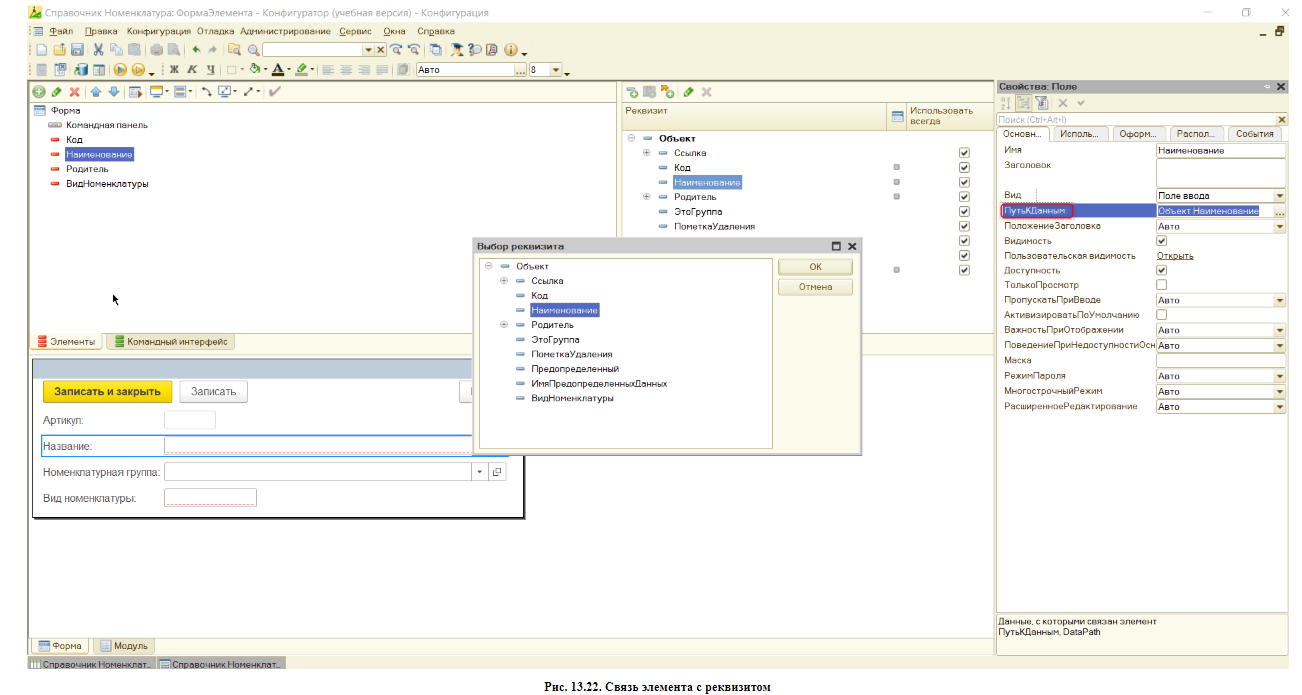 Справочник Номенклатура: ФормаЭлемента - Конфигуратор (учебная версия) - Конфигурация
Файл Правка Конфигурация Отладка Администрирование Сервис Окна Справка
Ж К Ч Авто 8
Форма
Командная панель
Код
Наименование
Родитель
ВидНоменклатуры
Элементы Командный интерфейс
Реквизит Использовать всегда
Объект
Ссылка
Код
Наименование
Родитель
ЭтоГруппа
ПометкаУдаления
Выбор реквизита
Объект
Ссылка
Код
Наименование
Родитель
ЭтоГруппа
ПометкаУдаления
Предопределенный
ИмяПредопределенныхДанных
ВидНоменклатуры
ОК
Отмена
Записать и закрыть Записать
Артикул:
Название:
Номенклатурная группа:
Вид номенклатуры:
Форма Модуль
Справочник Номенклат... Справочник Номенклат...
Свойства: Поле
Поиск (Ctrl+Alt+I)
Основн... Исполь... Оформ... Распол... События
Имя Наименование
Заголовок
Вид Поле ввода
ПутьКДанным Объект.Наименование ...
ПоложениеЗаголовка Авто
Видимость
Пользовательская видимость Открыть
Доступность
ТолькоПросмотр
ПропускатьПриВводе Авто
АктивизироватьПоУмолчанию
ВажностьПриОтображении Авто
ПоведениеПриНедоступностиОсн Авто
Маска
РежимПароля Авто
МногострочныйРежим Авто
РасширенноеРедактирование Авто
Данные, с которыми связан элемент
ПутьКДанным, DataPath
Рис. 13.22. Связь элемента с реквизитом